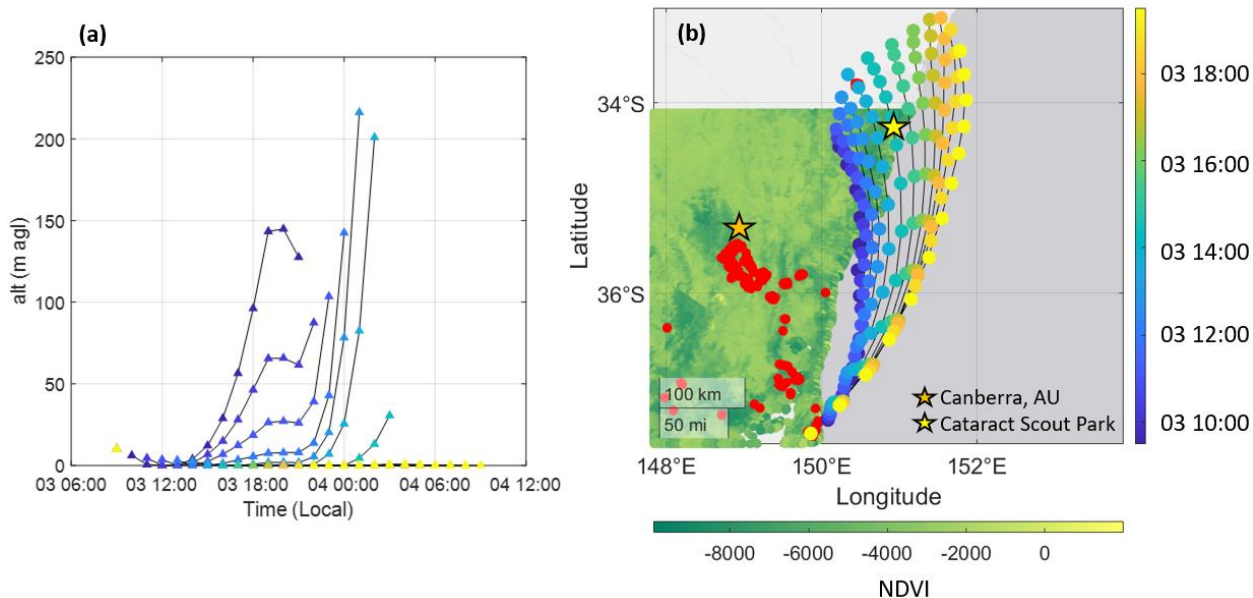 (a)
250
200
150
100
50
0
alt (m agl)
03 06:00
03 12:00
03 18:00
04 00:00
04 06:00
04 12:00
Time (Local)
(b)
34°S
36°S
Latitude
148°E
150°E
152°E
Longitude
100 km
50 mi
Canberra, AU
Cataract Scout Park
03 18:00
03 16:00
03 14:00
03 12:00
03 10:00
-8000
-6000
-4000
-2000
0
NDVI